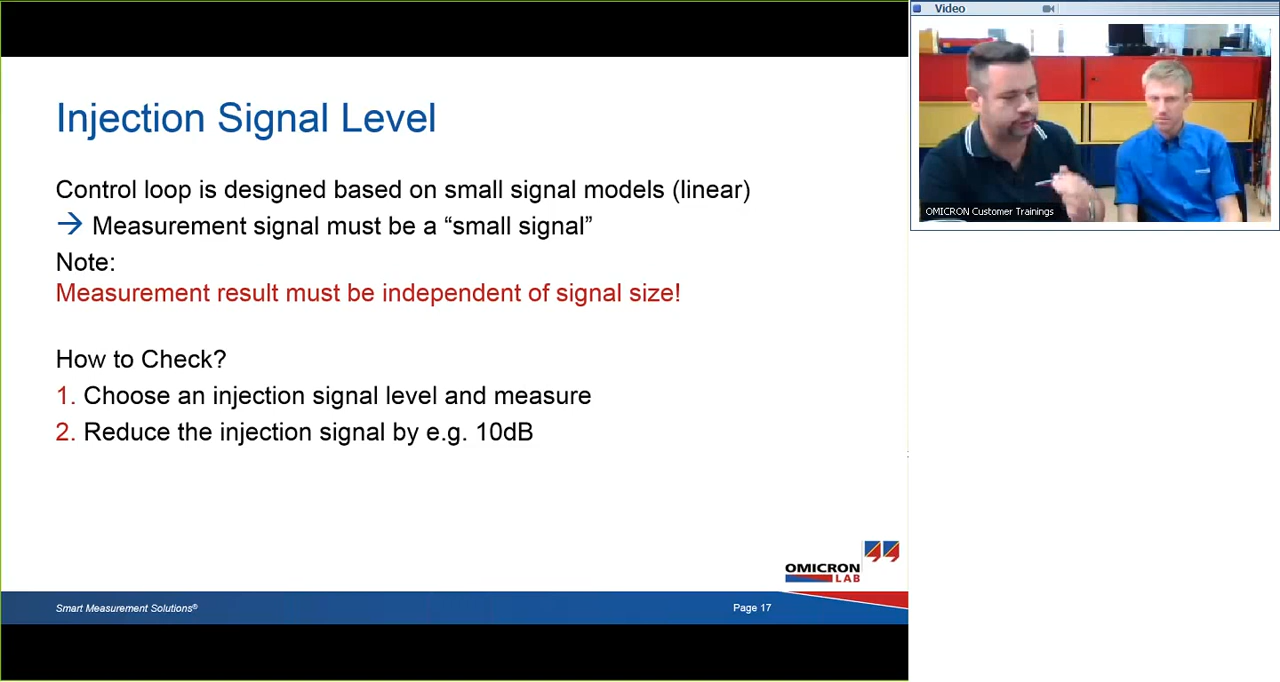 Video
Injection Signal Level
Control loop is designed based on small signal models (linear)
→ Measurement signal must be a “small signal”
Note:
Measurement result must be independent of signal size!
How to Check?
1. Choose an injection signal level and measure
2. Reduce the injection signal by e.g. 10dB
OMICRON Customer Trainings
OMICRON
LAB
Smart Measurement Solutions®
Page 17